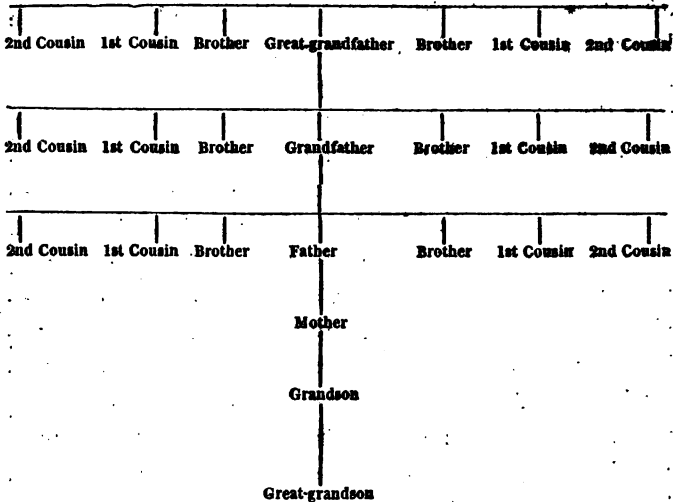 2nd Cousin 1st Cousin Brother Great-grandfather Brother 1st Cousin 2nd Cousin
2nd Cousin 1st Cousin Brother Grandfather Brother 1st Cousin 2nd Cousin
2nd Cousin 1st Cousin Brother Father Brother 1st Cousin 2nd Cousin
Mother
Grandson
Great-grandson